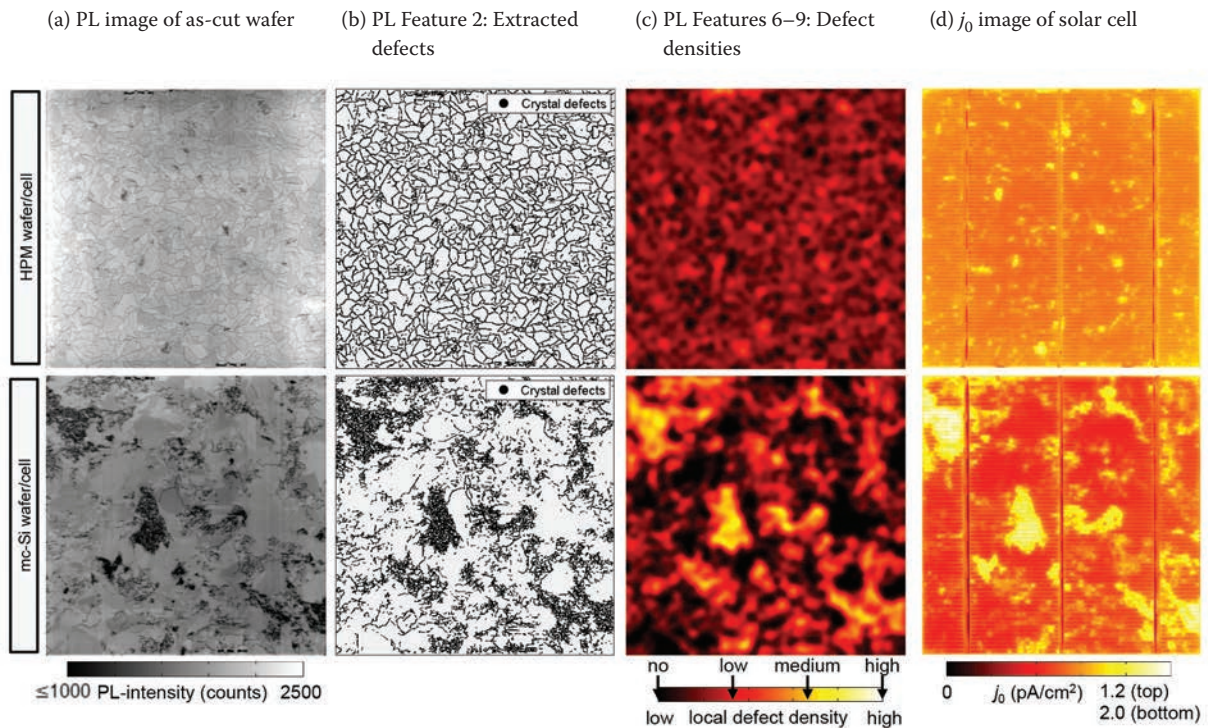 (a) PL image of as-cut wafer
(b) PL Feature 2: Extracted
defects
(c) PL Features 6–9: Defect
densities
(d) j0 image of solar cell
HPM wafer/cell
Crystal defects
mc-Si wafer/cell
Crystal defects
≤1000 PL-intensity (counts) 2500
no low medium high
low local defect density high
0 j0 (pA/cm²) 1.2 (top)
2.0 (bottom)